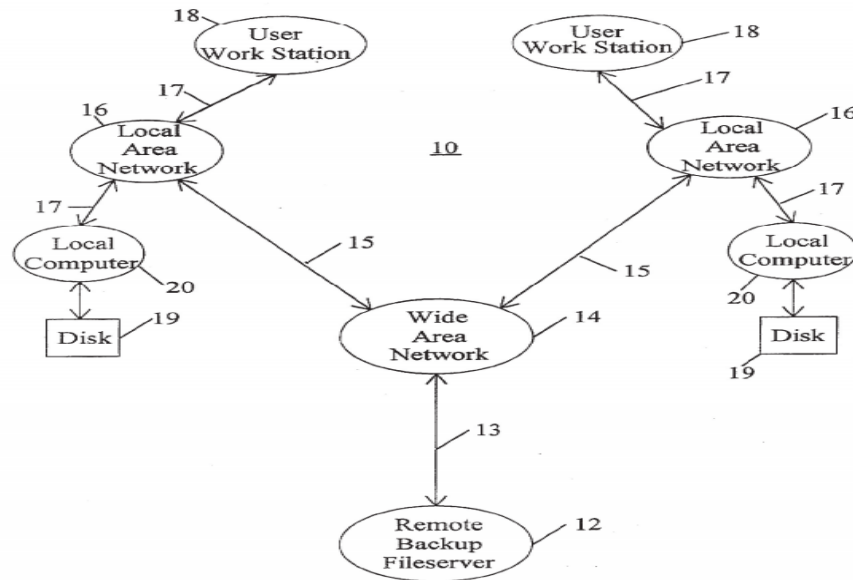 18
User
Work Station
User
Work Station
18
17
17
16
Local
Area
Network
10
Local
Area
Network
16
17
17
Local
Computer
20
15
15
Local
Computer
20
Disk
19
Wide
Area
Network
14
Disk
19
13
Remote
Backup
Fileserver
12